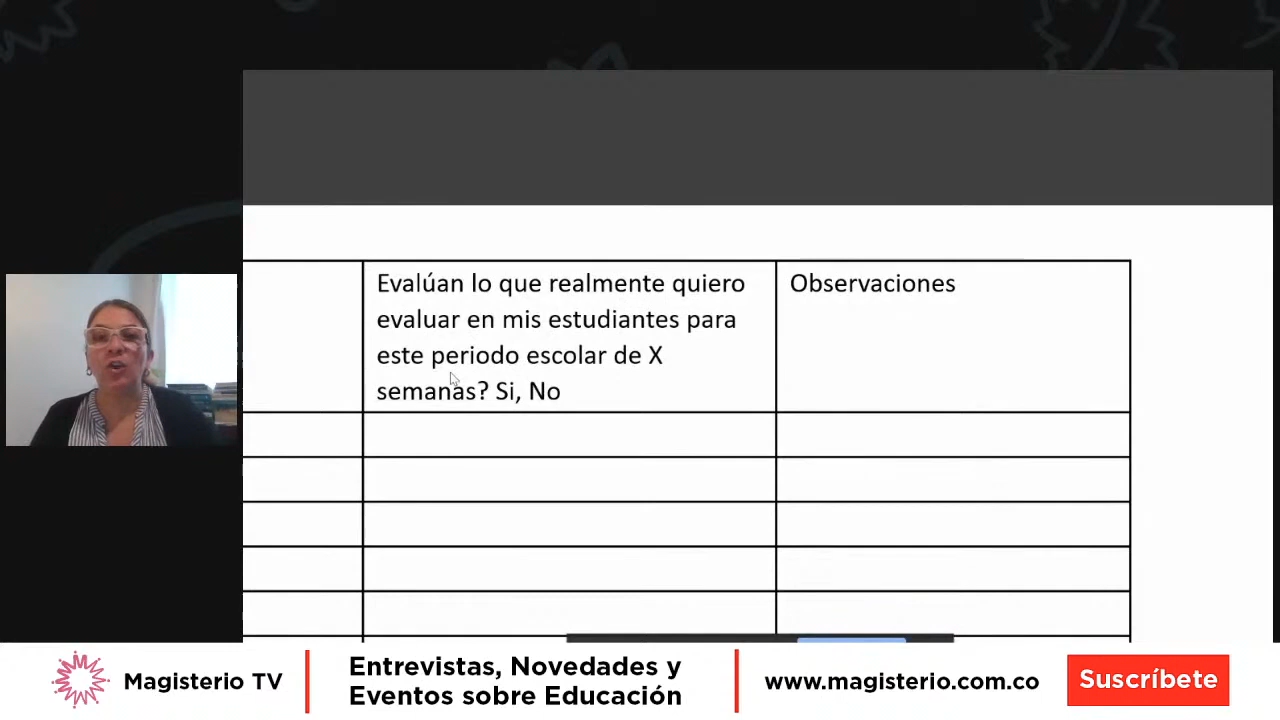 Evalúan lo que realmente quiero
evaluar en mis estudiantes para
este periodo escolar de X
semanas? Si, No
Observaciones
Magisterio TV
Entrevistas, Novedades y
Eventos sobre Educación
www.magisterio.com.co
Suscríbete